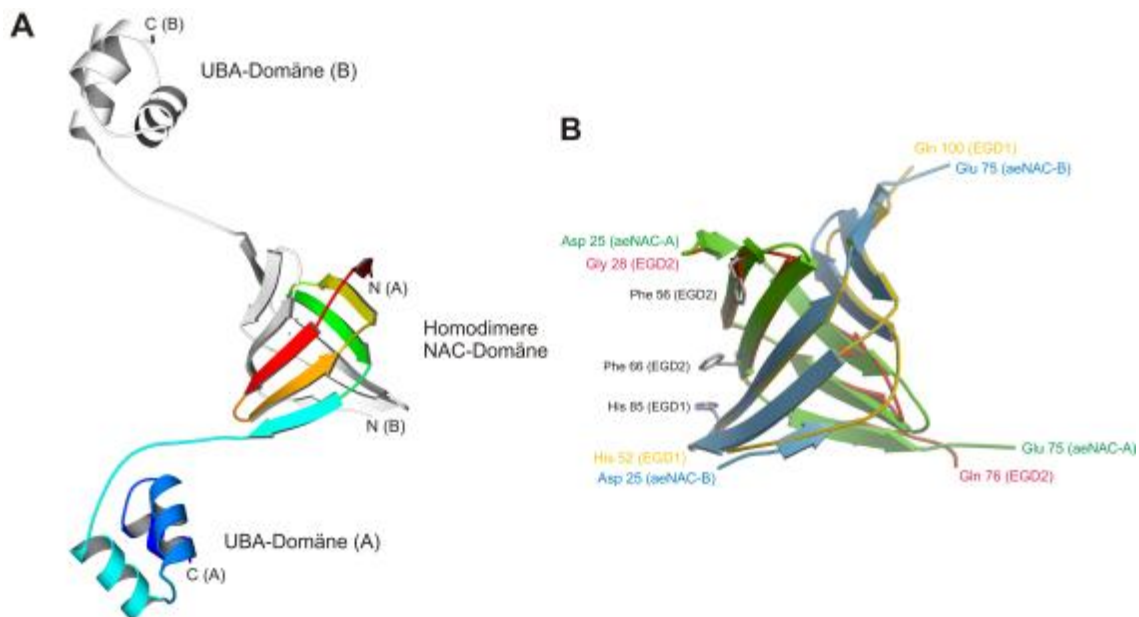 A
C (B)
UBA-Domäne (B)
N (A)
Homodimere
NAC-Domäne
N (B)
UBA-Domäne (A)
C (A)
B
Gln 100 (EGD1)
Glu 75 (aeNAC-B)
Asp 25 (aeNAC-A)
Gly 28 (EGD2)
Phe 56 (EGD2)
Phe 66 (EGD2)
His 85 (EGD1)
His 52 (EGD1)
Asp 25 (aeNAC-B)
Glu 75 (aeNAC-A)
Gln 76 (EGD2)